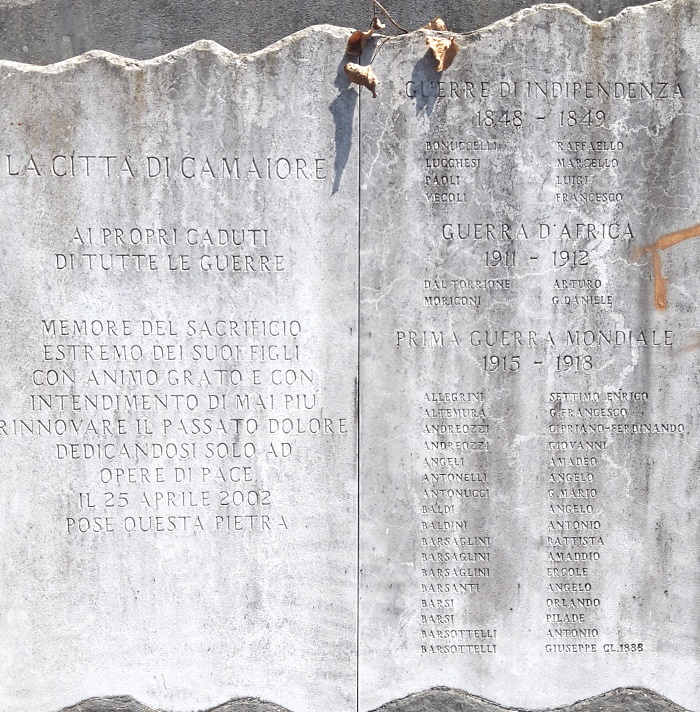 LA CITTÀ DI CAMAIORE
AI PROPRI CADUTI
DI TUTTE LE GUERRE
MEMORE DEL SACRIFICIO
ESTREMO DEI SUOI FIGLI
CON ANIMO GRATO E CON
INTENDIMENTO DI MAI PIÙ
RINNOVARE IL PASSATO DOLORE
DEDICANDOSI SOLO AD
OPERE DI PACE
IL 25 APRILE 2002
POSE QUESTA PIETRA
GUERRE DI INDIPENDENZA
1848 - 1849
BONUCCELLI RAFFAELLO
LUCCHESI MARCELLO
PAOLI LUIGI
VECOLI FRANCESCO
GUERRA D'AFRICA
1911 - 1912
DAL TORRIONE ARTURO
MORICONI G.DANIELE
PRIMA GUERRA MONDIALE
1915 - 1918
ALLEGRINI SETTIMO ENRICO
ALTEMURA G.FRANCESCO
ANDREOZZI CIPRIANO-FERDINANDO
ANDREOZZI GIOVANNI
ANGELI AMADEO
ANTONELLI ANGELO
ANTONUCCI G.MARIO
BALDI ANGELO
BALDINI ANTONIO
BARSAGLINI BATTISTA
BARSAGLINI AMADDIO
BARSAGLINI ERCOLE
BARSANTI ANGELO
BARSI ORLANDO
BARSI PILADE
BARSOTTELLI ANTONIO
BARSOTTELLI GIUSEPPE CL.1886